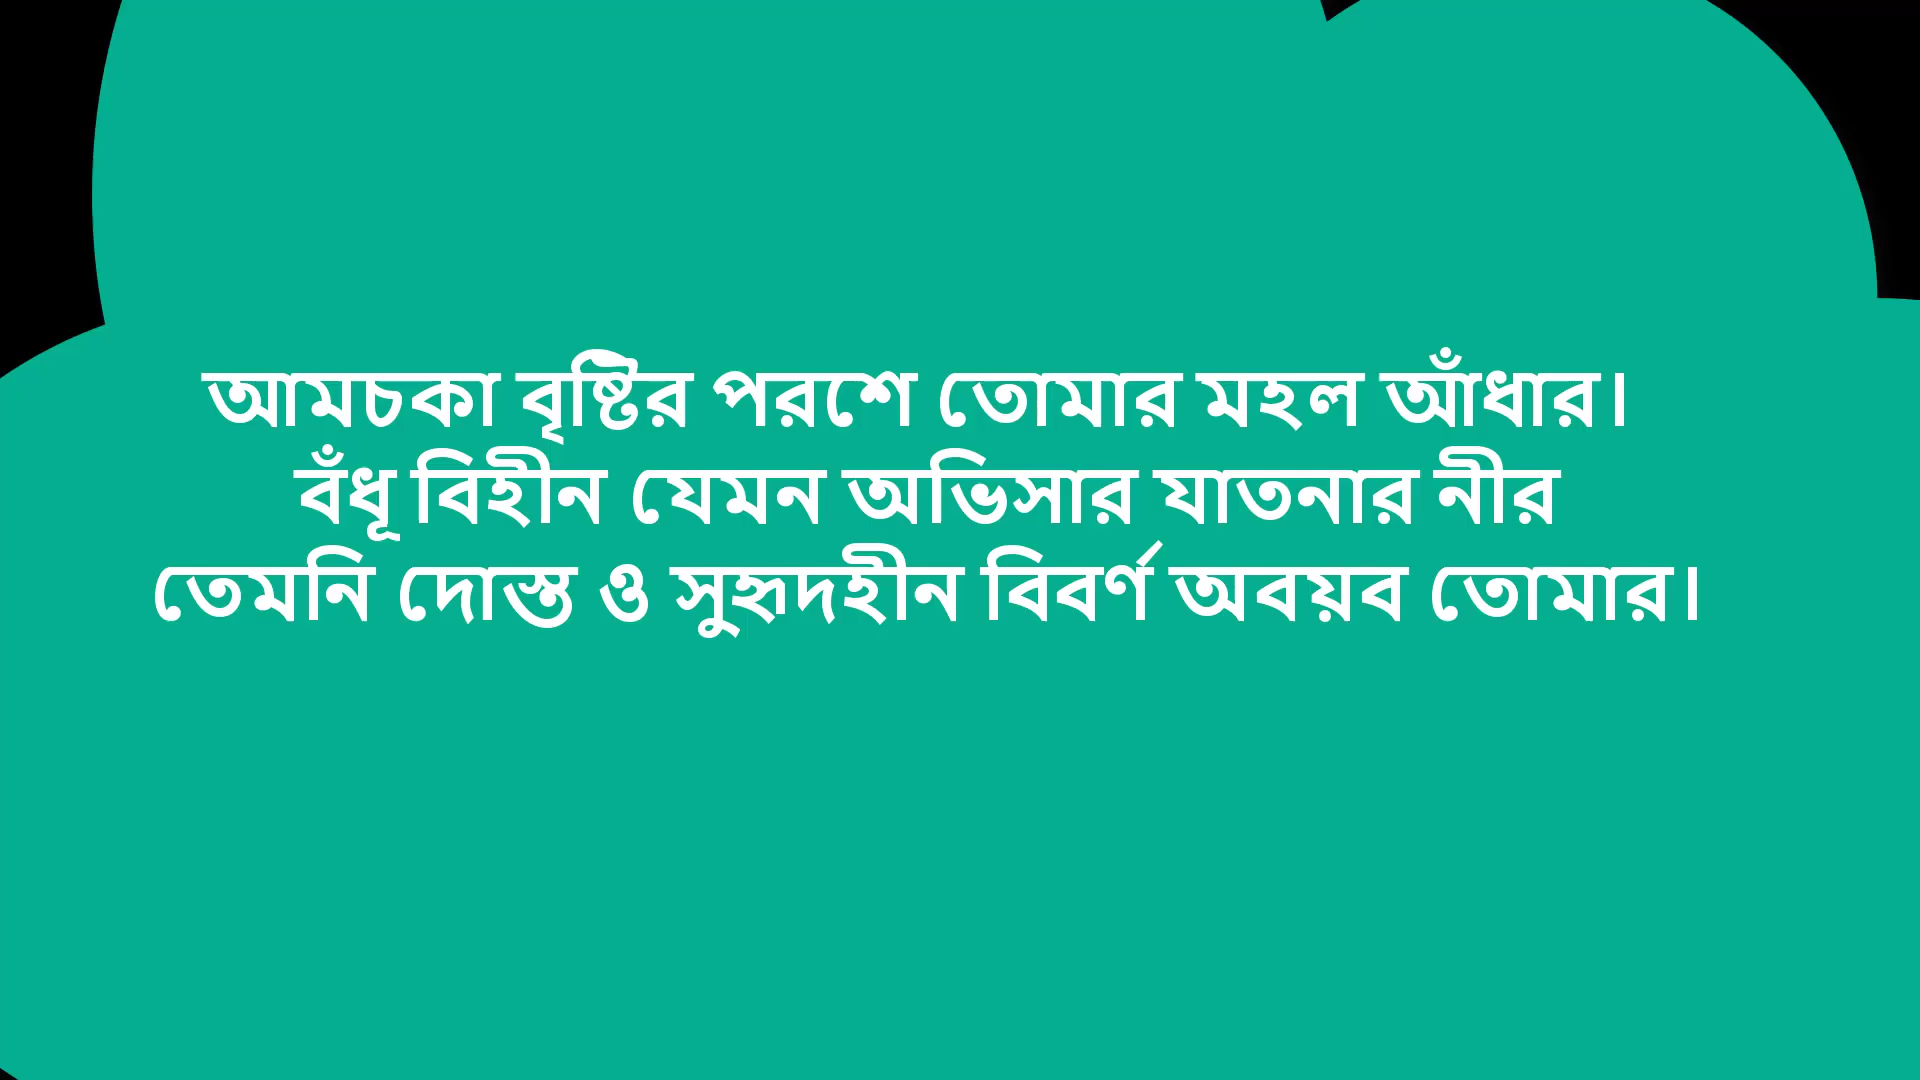 আমচকা বৃষ্টির পরশে তোমার মহল আঁধার।
বঁধূ বিহীন যেমন অভিসার যাতনার নীর
তেমনি দোস্ত ও সুহৃদহীন বিবর্ণ অবয়ব তোমার।